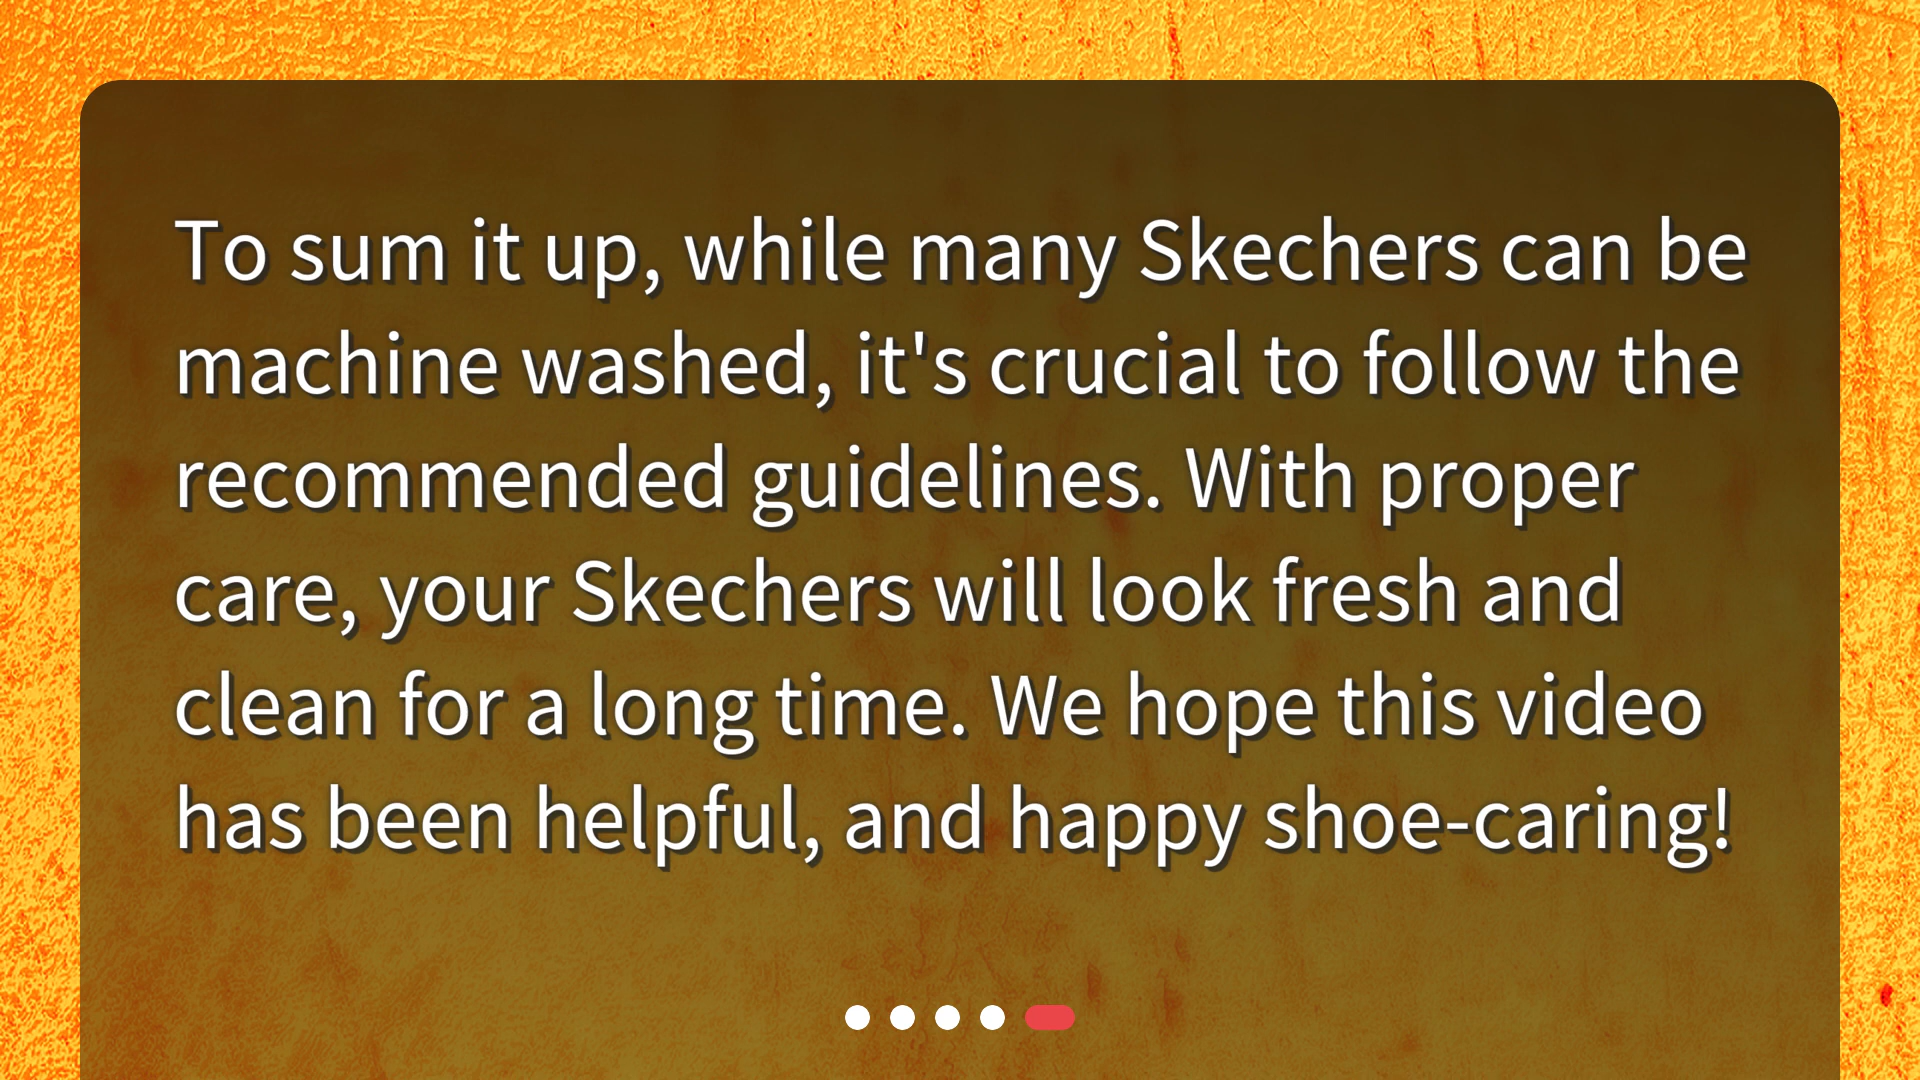 To sum it up, while many Skechers can be
machine washed, it's crucial to follow the
recommended guidelines. With proper
care, your Skechers will look fresh and
clean for a long time. We hope this video
has been helpful, and happy shoe-caring!